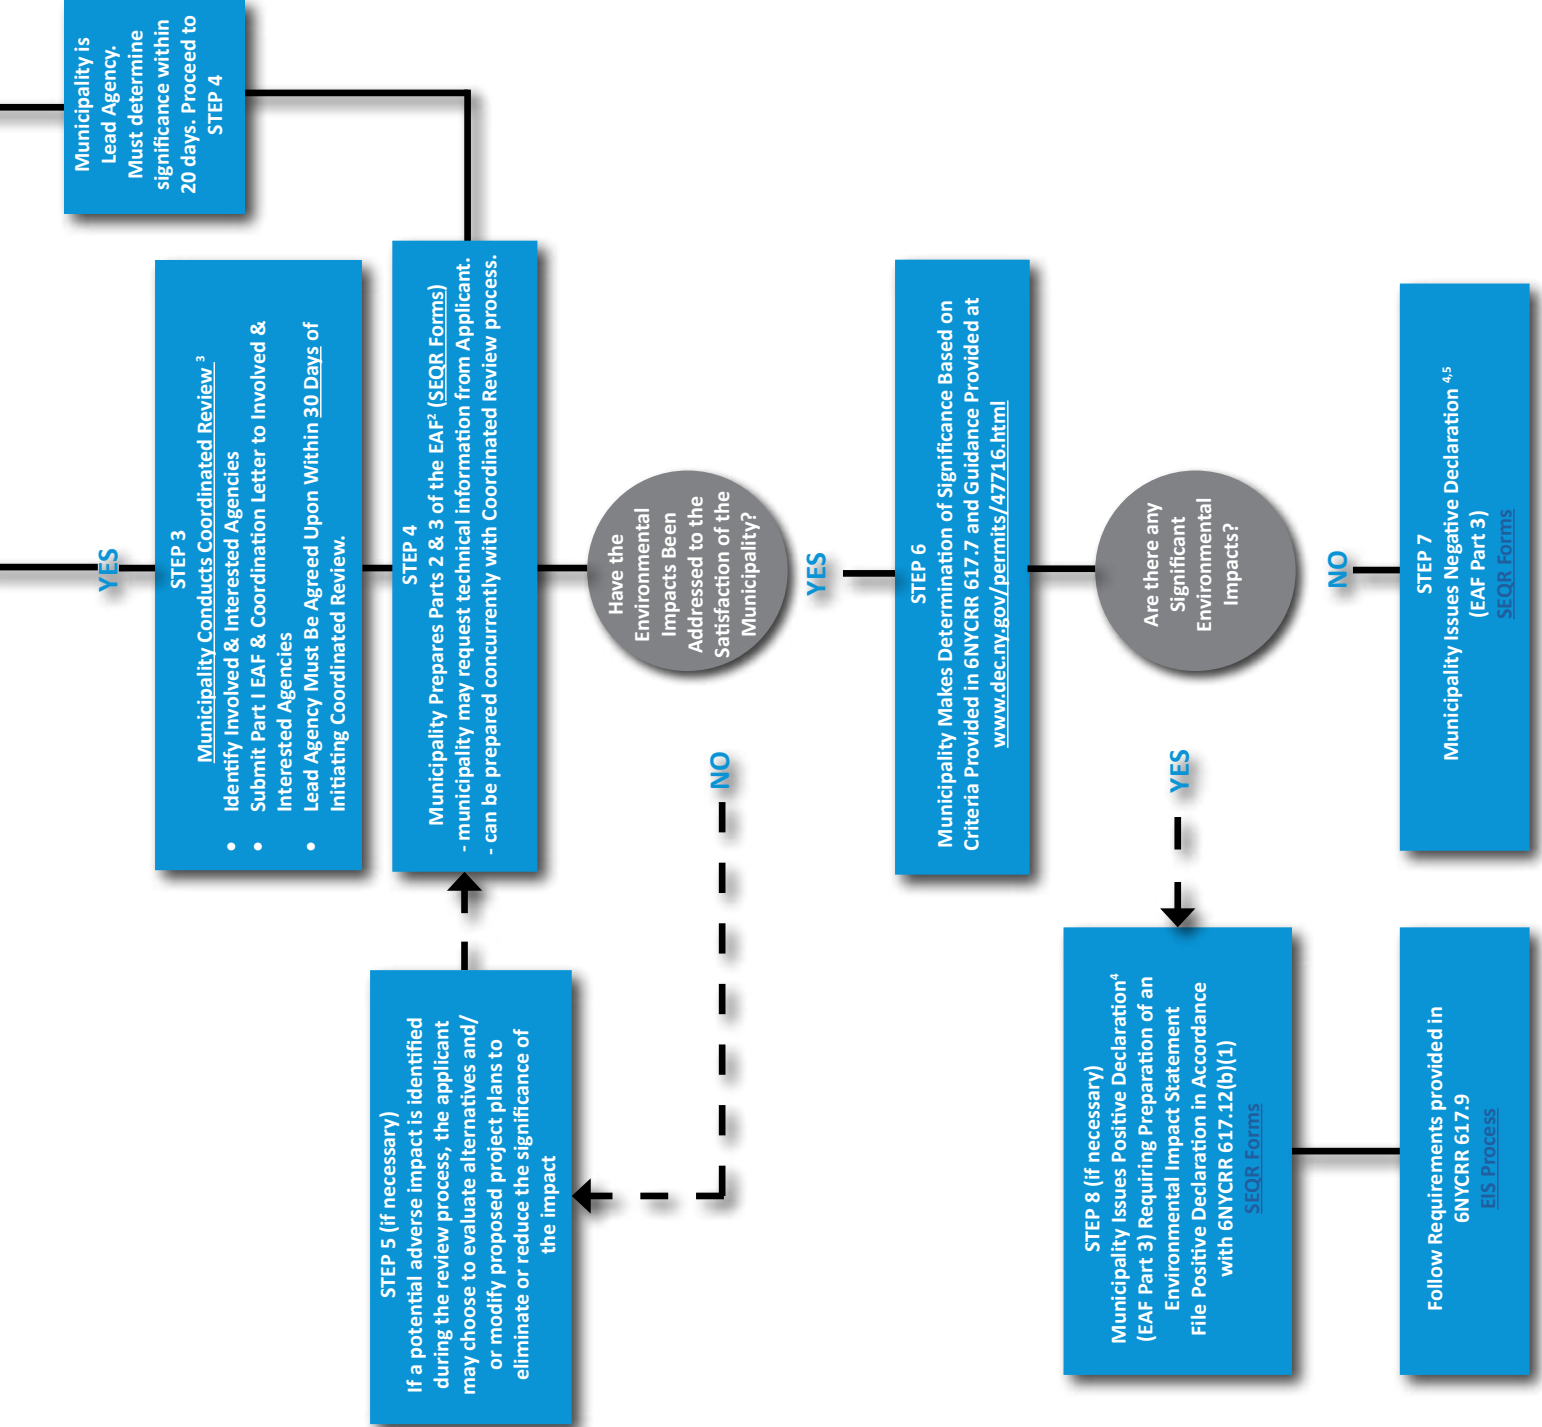 Municipality is
Lead Agency.
Must determine
significance within
20 days. Proceed to
STEP 4
YES
STEP 3
Municipality Conducts Coordinated Review ³
• Identify Involved & Interested Agencies
• Submit Part I EAF & Coordination Letter to Involved &
Interested Agencies
• Lead Agency Must Be Agreed Upon Within 30 Days of
Initiating Coordinated Review.
STEP 4
Municipality Prepares Parts 2 & 3 of the EAF² (SEQR Forms)
- municipality may request technical information from Applicant.
- can be prepared concurrently with Coordinated Review process.
STEP 5 (if necessary)
If a potential adverse impact is identified
during the review process, the applicant
may choose to evaluate alternatives and/
or modify proposed project plans to
eliminate or reduce the significance of
the impact
Have the
Environmental
Impacts Been
Addressed to the
Satisfaction of the
Municipality?
NO
YES
STEP 6
Municipality Makes Determination of Significance Based on
Criteria Provided in 6NYCRR 617.7 and Guidance Provided at
www.dec.ny.gov/permits/47716.html
Are there any
Significant
Environmental
Impacts?
YES
NO
STEP 8 (if necessary)
Municipality Issues Positive Declaration⁴
(EAF Part 3) Requiring Preparation of an
Environmental Impact Statement
File Positive Declaration in Accordance
with 6NYCRR 617.12(b)(1)
SEQR Forms
STEP 7
Municipality Issues Negative Declaration ⁴,⁵
(EAF Part 3)
SEQR Forms
Follow Requirements provided in
6NYCRR 617.9
EIS Process